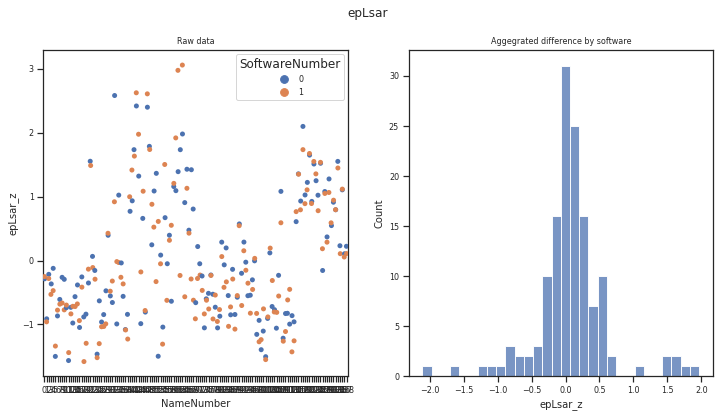 epLsar
Raw data
Aggegrated difference by software
SoftwareNumber
0
1
epLsar_z
3
2
1
0
−1
NameNumber
Count
30
25
20
15
10
5
0
−2.0
−1.5
−1.0
−0.5
0.0
0.5
1.0
1.5
2.0
epLsar_z